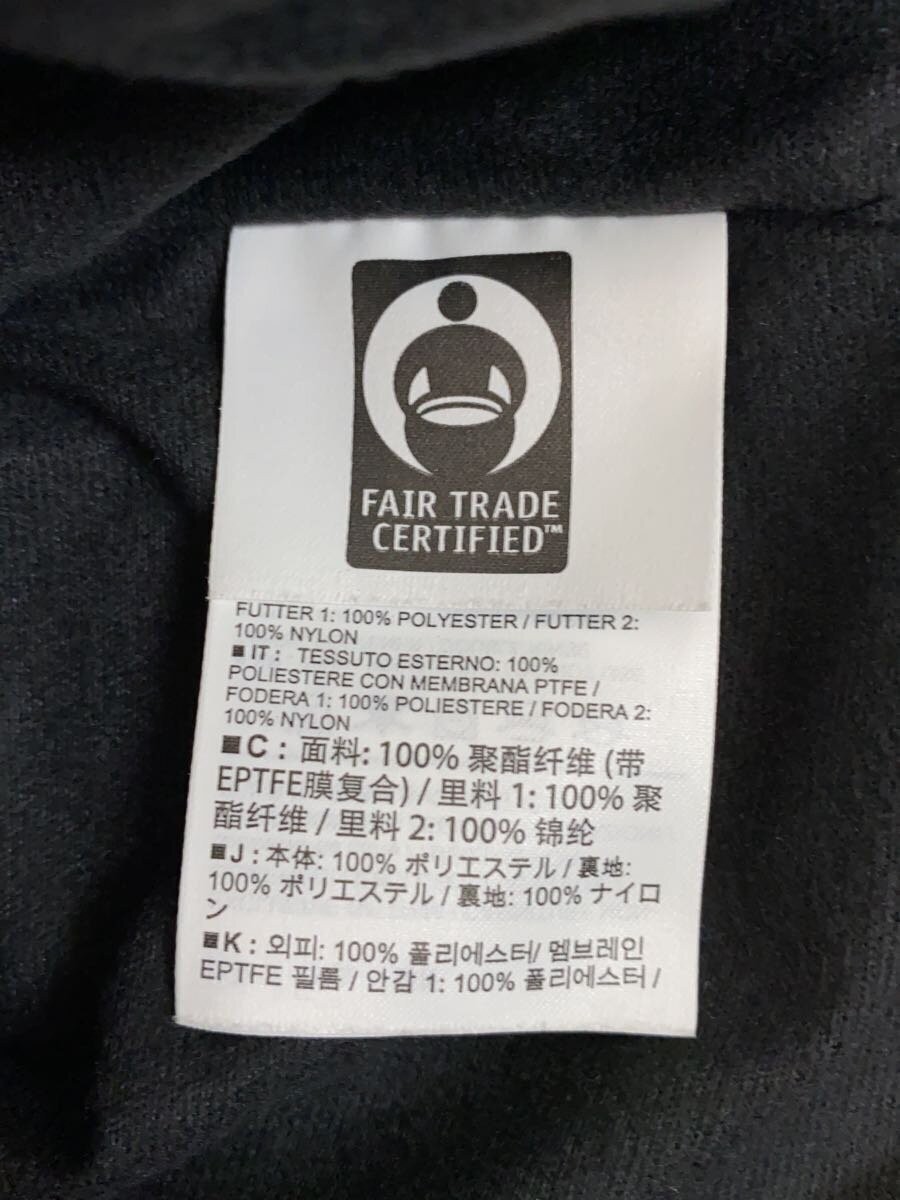 FAIR TRADE
CERTIFIED™
FUTTER 1: 100% POLYESTER / FUTTER 2:
100% NYLON
■ IT : TESSUTO ESTERNO: 100%
POLIESTERE CON MEMBRANA PTFE /
FODERA 1: 100% POLIESTERE / FODERA 2:
100% NYLON
■C : 面料: 100% 聚酯纤维 (带
EPTFE膜复合) / 里料 1: 100% 聚
酯纤维 / 里料 2: 100% 锦纶
■J : 本体: 100% ポリエステル / 裏地:
100% ポリエステル / 裏地: 100% ナイロ
ン
■K : 외피: 100% 폴리에스터/ 멤브레인
EPTFE 필름 / 안감 1: 100% 폴리에스터 /